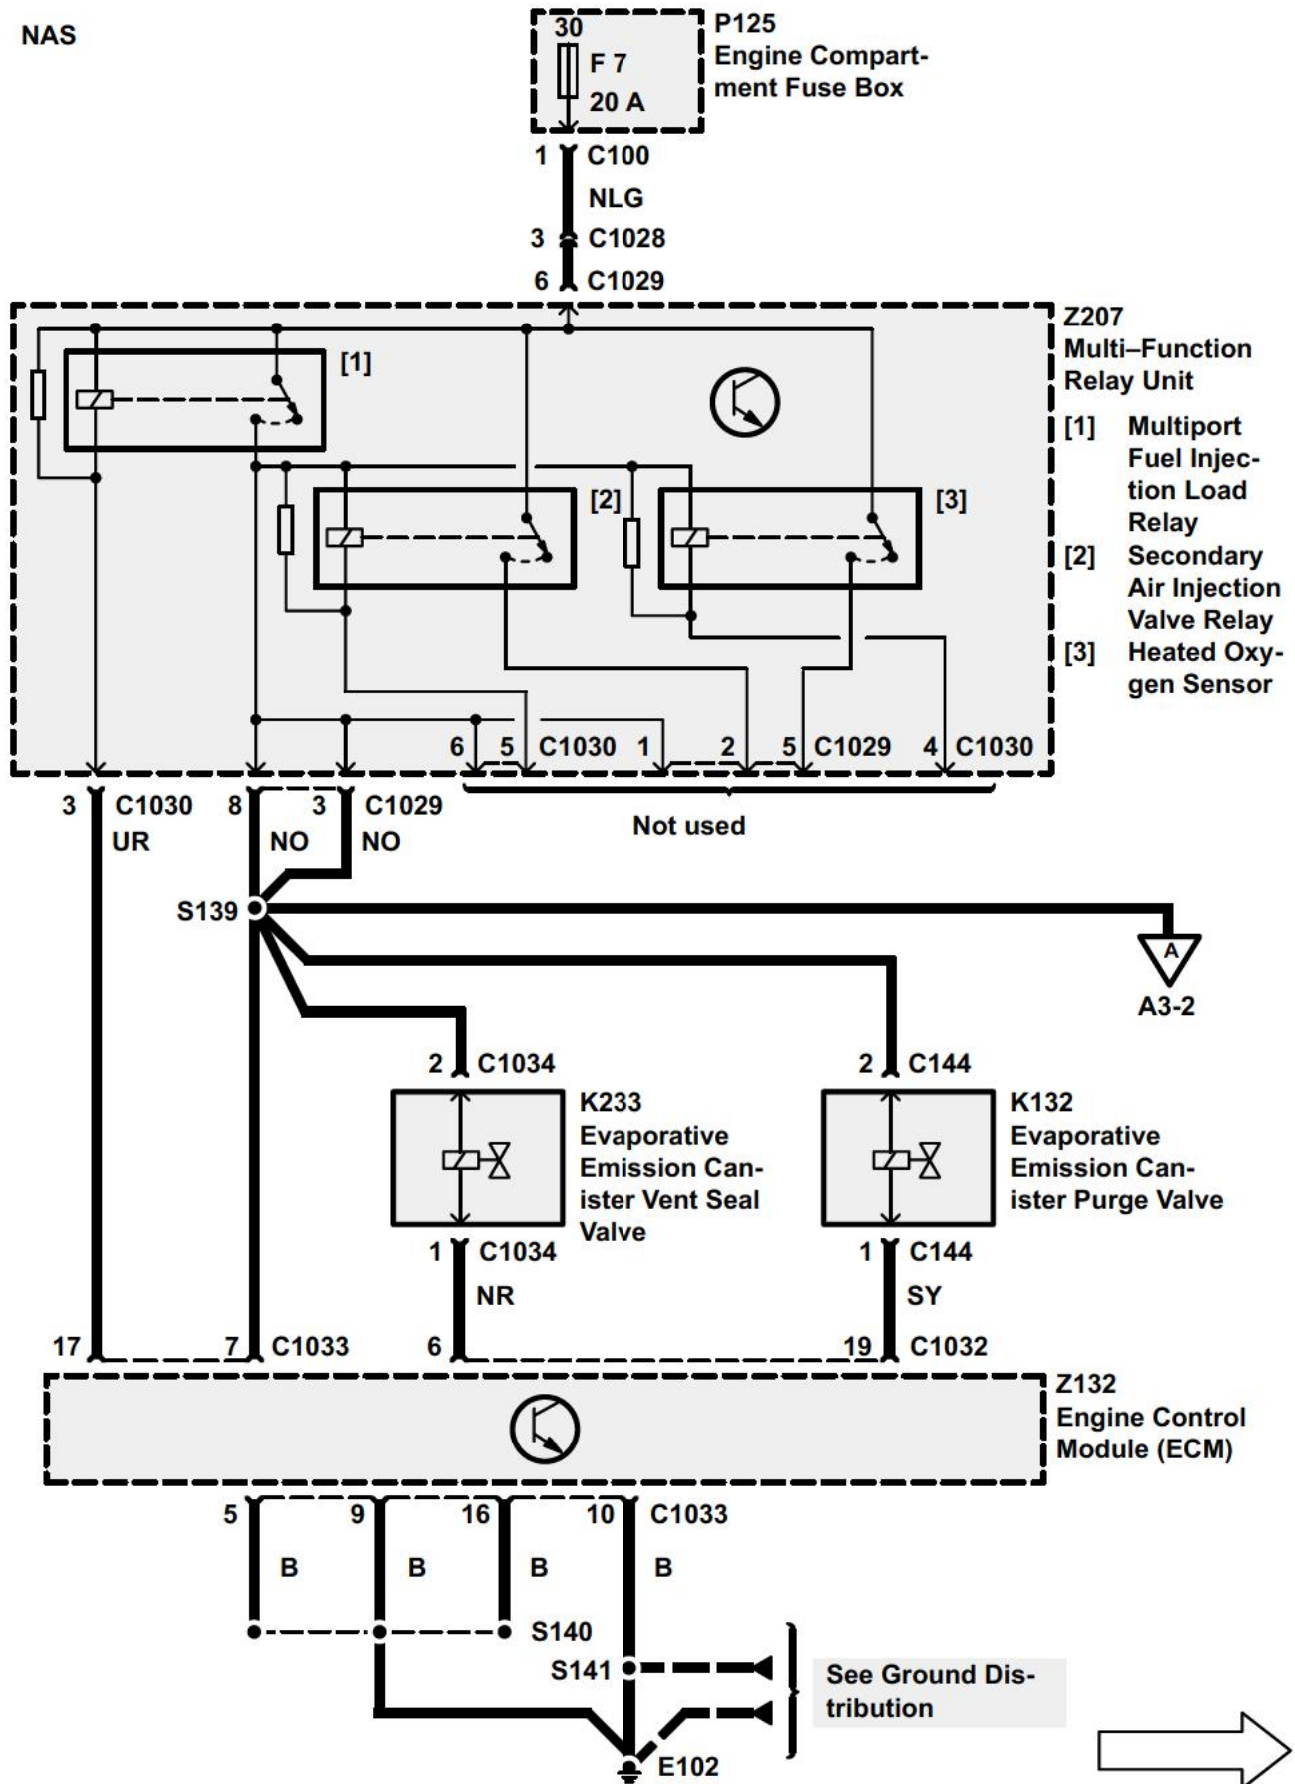 NAS
30
F 7
20 A
P125
Engine Compart-
ment Fuse Box
1 C100
NLG
3 C1028
6 C1029
Z207
Multi–Function
Relay Unit
[1] Multiport
Fuel Injec-
tion Load
Relay
[2] Secondary
Air Injection
Valve Relay
[3] Heated Oxy-
gen Sensor
[1]
[2]
[3]
6 5 C1030 1 2 5 C1029 4 C1030
3 C1030 8 3 C1029
UR NO NO
Not used
S139
A
A3-2
2 C1034
2 C144
K233
Evaporative
Emission Can-
ister Vent Seal
Valve
K132
Evaporative
Emission Can-
ister Purge Valve
1 C1034
1 C144
NR
SY
17 7 C1033 6 19 C1032
Z132
Engine Control
Module (ECM)
5 9 16 10 C1033
B B B B
S140
S141
See Ground Dis-
tribution
E102